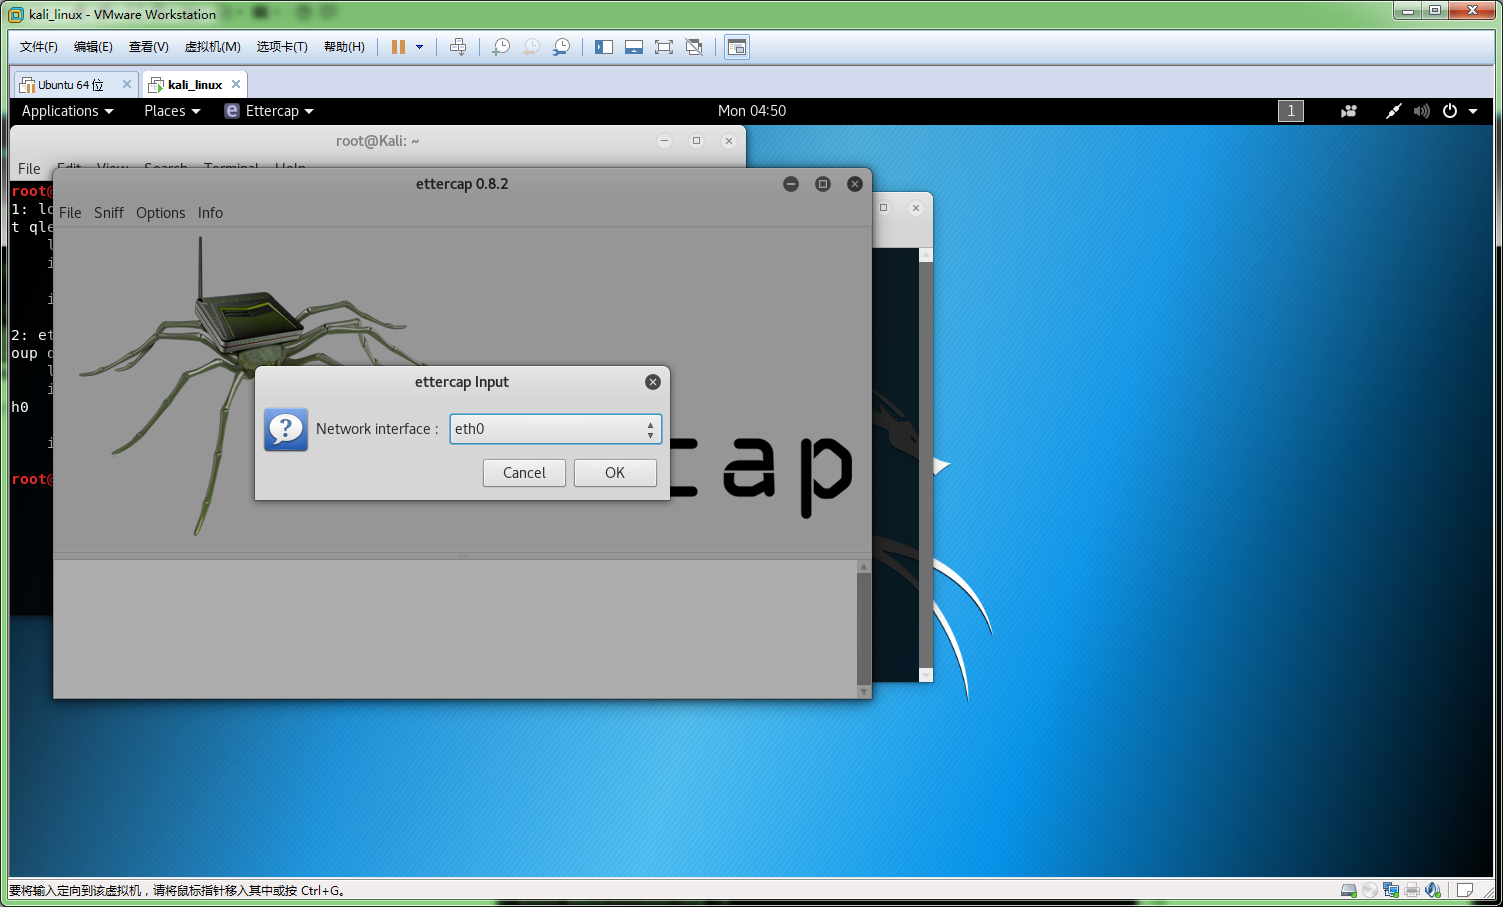 kali_linux - VMware Workstation
文件(F) 编辑(E) 查看(V) 虚拟机(M) 选项卡(T) 帮助(H)
Ubuntu 64 位 kali_linux
Applications Places Ettercap Mon 04:50 1
root@Kali: ~
File Edit View Search Terminal Help
ettercap 0.8.2
File Sniff Options Info
root@
1: lo
t qle
l
i
i
2: et
oup d
l
i
h0
i
root@
ettercap Input
Network interface : eth0
Cancel OK
cap
要将输入定向到该虚拟机，请将鼠标指针移入其中或按 Ctrl+G。